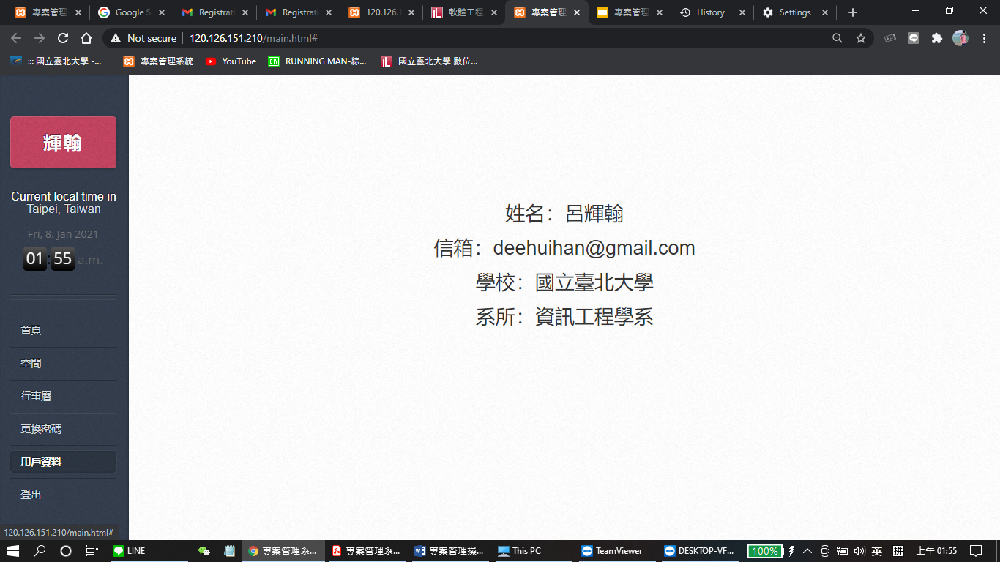 專案管理
Google S
Registrati
Registrati
120.126.1
軟體工程
專案管理
專案管理
History
Settings
Not secure
120.126.151.210/main.html#
::: 國立臺北大學 -...
專案管理系統
YouTube
RUNNING MAN-綜...
國立臺北大學 數位...
輝翰
Current local time in
Taipei, Taiwan
Fri, 8. Jan 2021
01:55 a.m.
首頁
空間
行事曆
更換密碼
用戶資料
登出
姓名：呂輝翰
信箱：deehuihan@gmail.com
學校：國立臺北大學
系所：資訊工程學系
120.126.151.210/main.html#
LINE
專案管理系...
專案管理系...
專案管理操...
This PC
TeamViewer
DESKTOP-VF...
100%
英
拼
上午 01:55